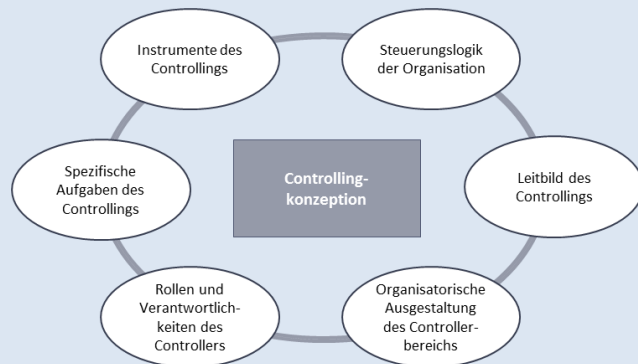 Instrumente des
Controllings
Steuerungslogik
der Organisation
Spezifische
Aufgaben des
Controllings
Controlling-
konzeption
Leitbild des
Controllings
Rollen und
Verantwortlich-
keiten des
Controllers
Organisatorische
Ausgestaltung
des Controller-
bereichs